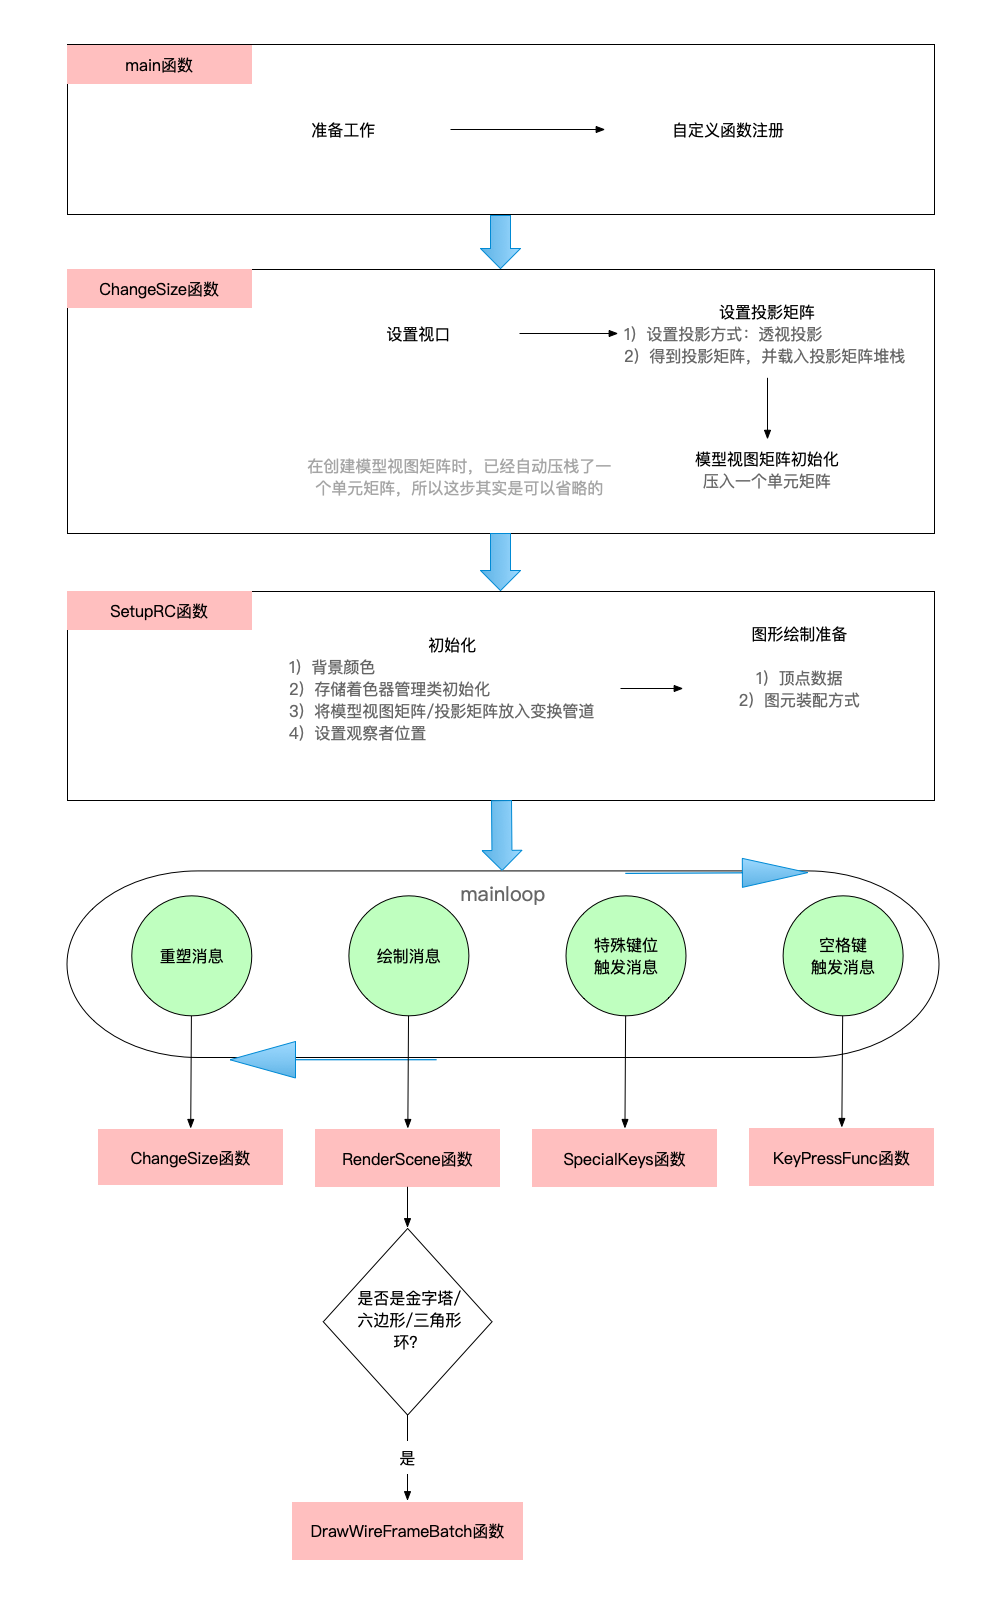 main函数
准备工作
自定义函数注册
ChangeSize函数
设置视口
设置投影矩阵
1）设置投影方式：透视投影
2）得到投影矩阵，并载入投影矩阵堆栈
模型视图矩阵初始化
压入一个单元矩阵
在创建模型视图矩阵时，已经自动压栈了一
个单元矩阵，所以这步其实是可以省略的
SetupRC函数
初始化
1）背景颜色
2）存储着色器管理类初始化
3）将模型视图矩阵/投影矩阵放入变换管道
4）设置观察者位置
图形绘制准备
1）顶点数据
2）图元装配方式
mainloop
重塑消息
绘制消息
特殊键位
触发消息
空格键
触发消息
ChangeSize函数
RenderScene函数
SpecialKeys函数
KeyPressFunc函数
是否是金字塔/
六边形/三角形
环?
是
DrawWireFrameBatch函数